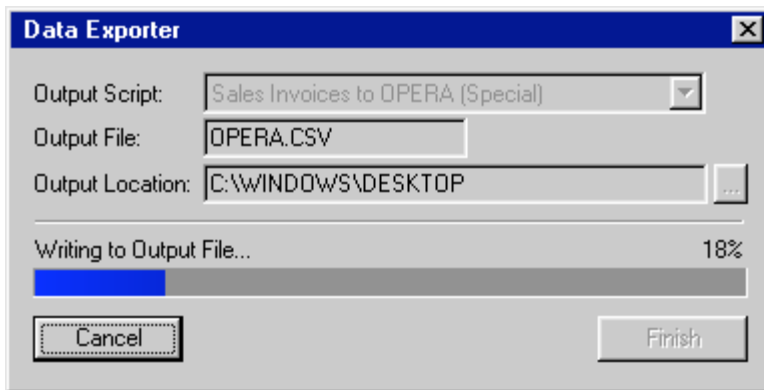 Data Exporter
Output Script: Sales Invoices to OPERA (Special)
Output File: OPERA.CSV
Output Location: C:\WINDOWS\DESKTOP ...
Writing to Output File... 18%
Cancel Finish